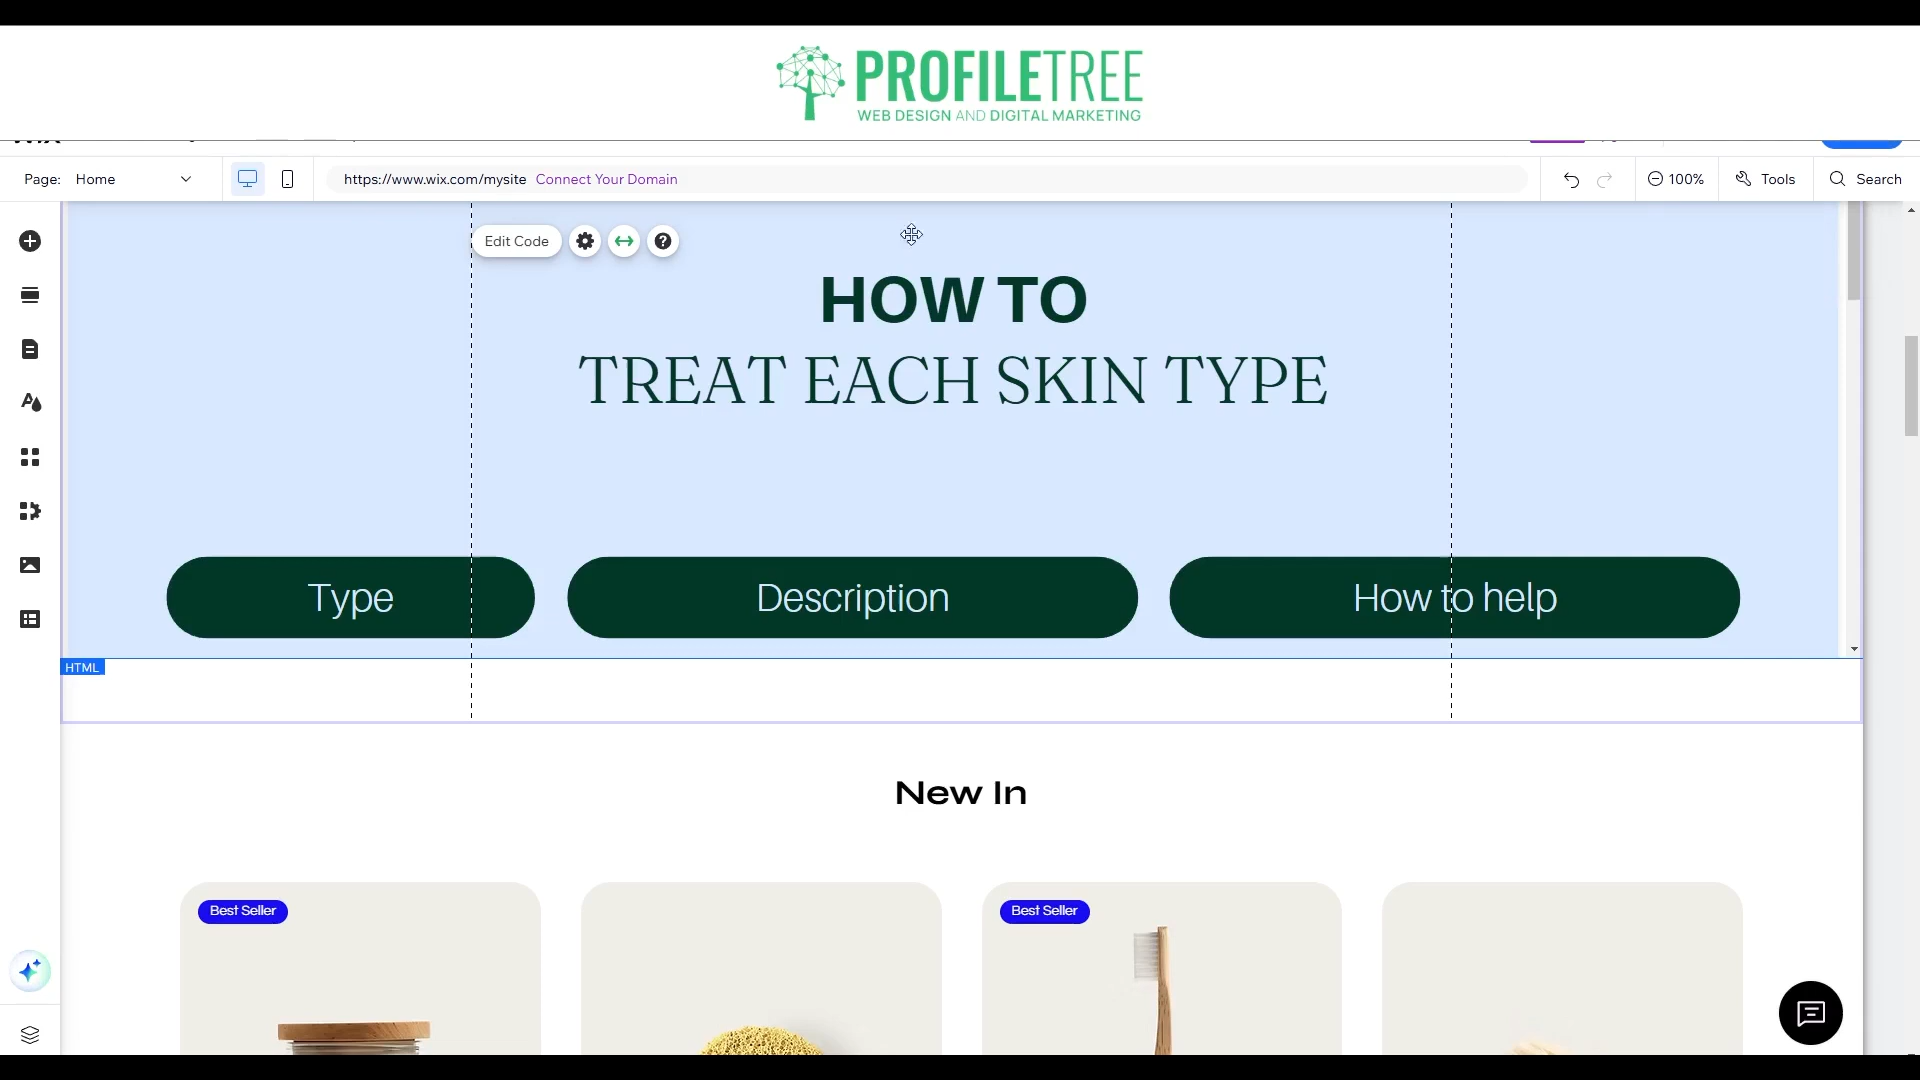 PROFILETREE
WEB DESIGN AND DIGITAL MARKETING
Page: Home
https://www.wix.com/mysite Connect Your Domain
100%
Tools
Search
Edit Code
HOW TO
TREAT EACH SKIN TYPE
Type
Description
How to help
HTML
New In
Best Seller
Best Seller